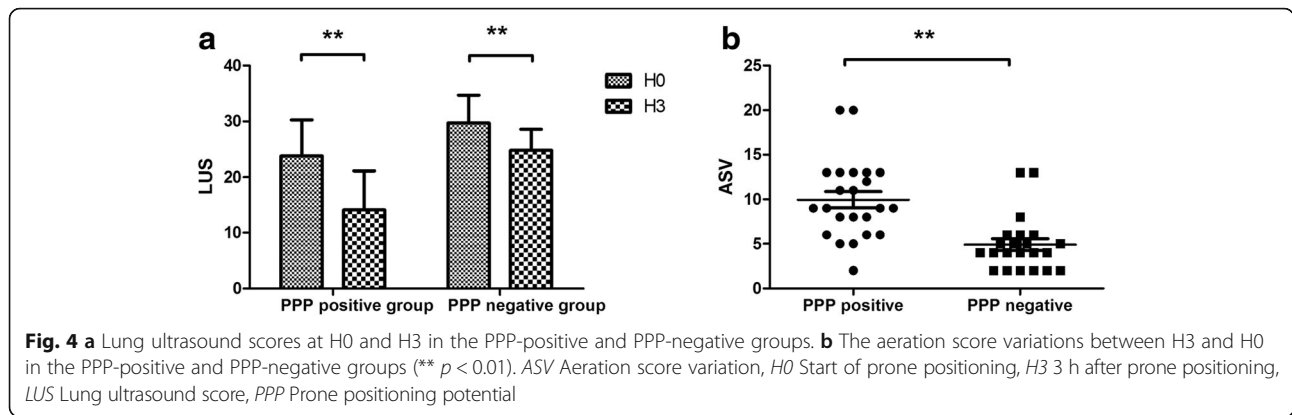 a
**
**
40
30
20
10
0
LUS
PPP positive group
PPP negative group
H0
H3
b
**
25
20
15
10
5
0
ASV
PPP positive
PPP negative
Fig. 4 a Lung ultrasound scores at H0 and H3 in the PPP-positive and PPP-negative groups. b The aeration score variations between H3 and H0
in the PPP-positive and PPP-negative groups (** p < 0.01). ASV Aeration score variation, H0 Start of prone positioning, H3 3 h after prone positioning,
LUS Lung ultrasound score, PPP Prone positioning potential